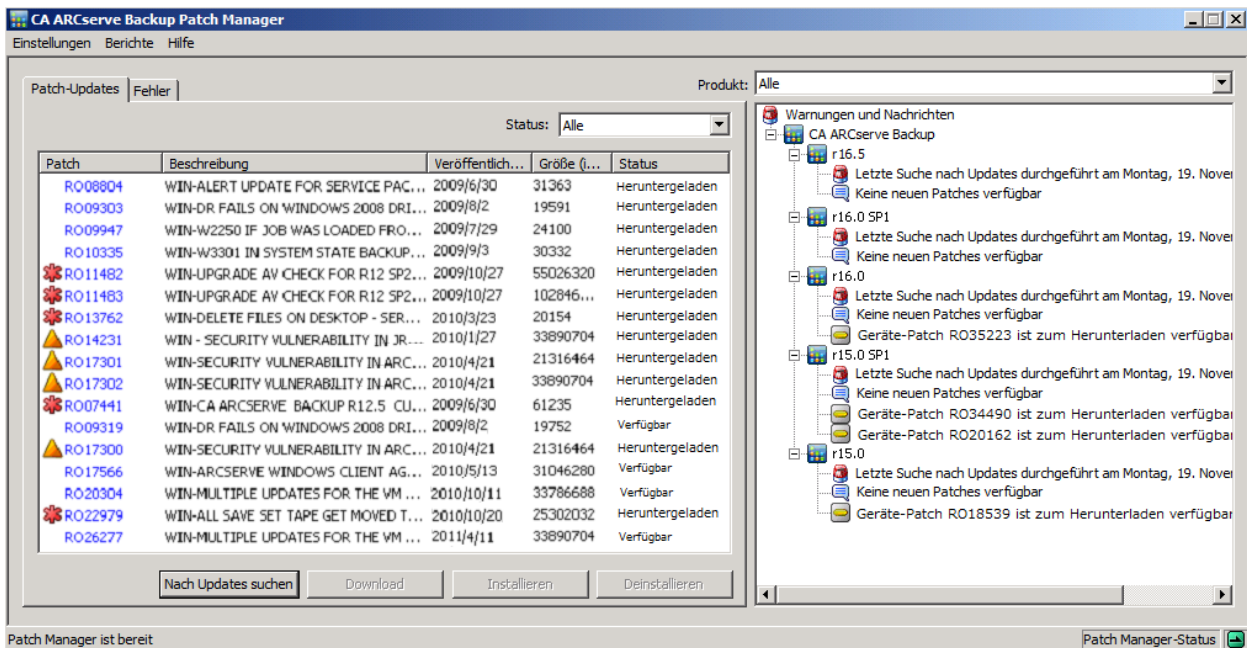 CA ARCserve Backup Patch Manager
Einstellungen Berichte Hilfe
Patch-Updates Fehler
Produkt: Alle
Status: Alle
Patch Beschreibung Veröffentlich... Größe (i... Status
RO08804 WIN-ALERT UPDATE FOR SERVICE PAC... 2009/6/30 31363 Heruntergeladen
RO09303 WIN-DR FAILS ON WINDOWS 2008 DRI... 2009/8/2 19591 Heruntergeladen
RO09947 WIN-W2250 IF JOB WAS LOADED FRO... 2009/7/29 24100 Heruntergeladen
RO10335 WIN-W3301 IN SYSTEM STATE BACKUP... 2009/9/3 30332 Heruntergeladen
RO11482 WIN-UPGRADE AV CHECK FOR R12 SP2... 2009/10/27 55026320 Heruntergeladen
RO11483 WIN-UPGRADE AV CHECK FOR R12 SP2... 2009/10/27 102846... Heruntergeladen
RO13762 WIN-DELETE FILES ON DESKTOP - SER... 2010/3/23 20154 Heruntergeladen
RO14231 WIN - SECURITY VULNERABILITY IN JR... 2010/1/27 33890704 Heruntergeladen
RO17301 WIN-SECURITY VULNERABILITY IN ARC... 2010/4/21 21316464 Heruntergeladen
RO17302 WIN-SECURITY VULNERABILITY IN ARC... 2010/4/21 33890704 Heruntergeladen
RO07441 WIN-CA ARCSERVE BACKUP R12.5 CU... 2009/6/30 61235 Heruntergeladen
RO09319 WIN-DR FAILS ON WINDOWS 2008 DRI... 2009/8/2 19752 Verfügbar
RO17300 WIN-SECURITY VULNERABILITY IN ARC... 2010/4/21 21316464 Heruntergeladen
RO17566 WIN-ARCSERVE WINDOWS CLIENT AG... 2010/5/13 31046280 Verfügbar
RO20304 WIN-MULTIPLE UPDATES FOR THE VM ... 2010/10/11 33786688 Verfügbar
RO22979 WIN-ALL SAVE SET TAPE GET MOVED T... 2010/10/20 25302032 Heruntergeladen
RO26277 WIN-MULTIPLE UPDATES FOR THE VM ... 2011/4/11 33890704 Verfügbar
Nach Updates suchen Download Installieren Deinstallieren
Warnungen und Nachrichten
CA ARCserve Backup
r16.5
Letzte Suche nach Updates durchgeführt am Montag, 19. Nover
Keine neuen Patches verfügbar
r16.0 SP1
Letzte Suche nach Updates durchgeführt am Montag, 19. Nover
Keine neuen Patches verfügbar
r16.0
Letzte Suche nach Updates durchgeführt am Montag, 19. Nover
Keine neuen Patches verfügbar
Geräte-Patch RO35223 ist zum Herunterladen verfügbar
r15.0 SP1
Letzte Suche nach Updates durchgeführt am Montag, 19. Nover
Keine neuen Patches verfügbar
Geräte-Patch RO34490 ist zum Herunterladen verfügbar
Geräte-Patch RO20162 ist zum Herunterladen verfügbar
r15.0
Letzte Suche nach Updates durchgeführt am Montag, 19. Nover
Keine neuen Patches verfügbar
Geräte-Patch RO18539 ist zum Herunterladen verfügbar
Patch Manager ist bereit
Patch Manager-Status